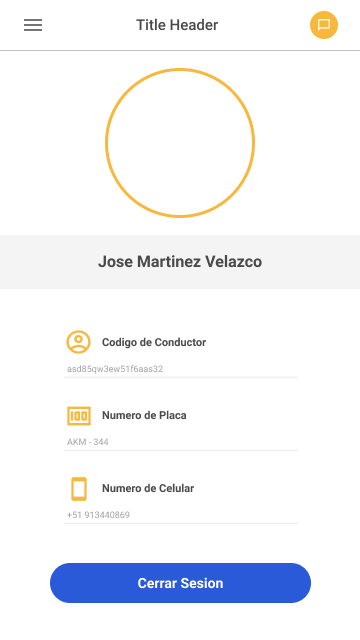 Title Header
Jose Martinez Velazco
Codigo de Conductor
asd85qw3ew51f6aas32
Numero de Placa
AKM - 344
Numero de Celular
+51 913440869
Cerrar Sesion